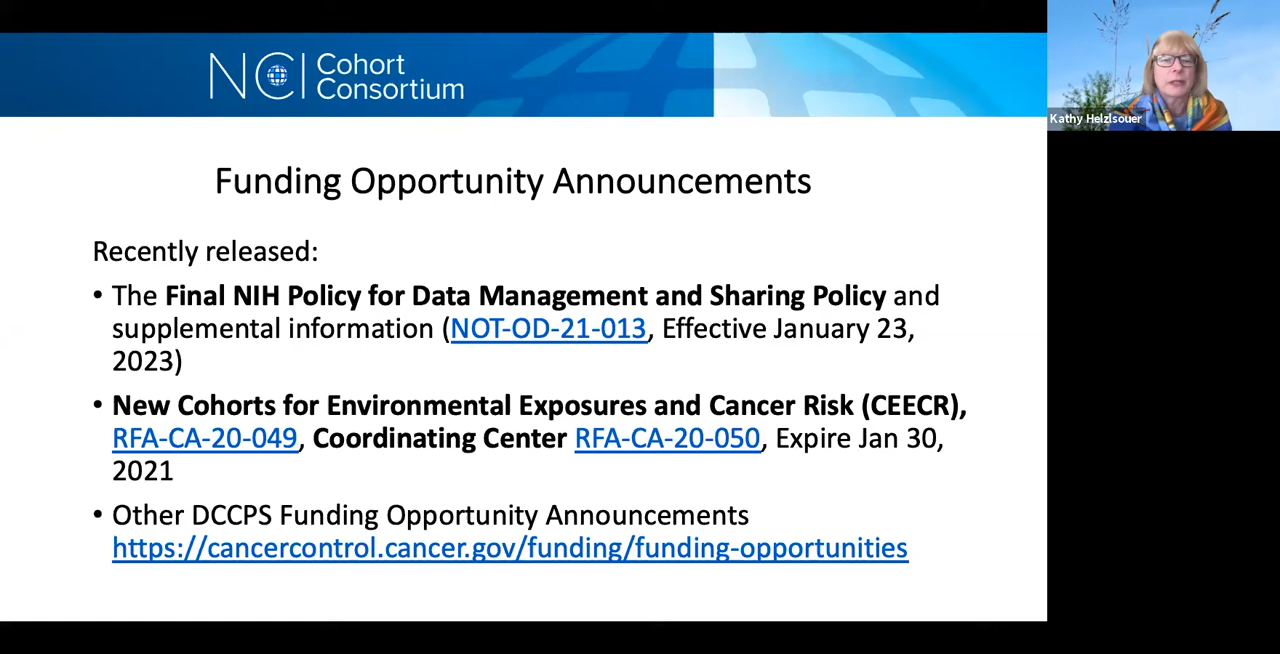 NCI Cohort
Consortium
Kathy Helzlsouer
Funding Opportunity Announcements
Recently released:
• The Final NIH Policy for Data Management and Sharing Policy and
supplemental information (NOT-OD-21-013, Effective January 23,
2023)
• New Cohorts for Environmental Exposures and Cancer Risk (CEECR),
RFA-CA-20-049, Coordinating Center RFA-CA-20-050, Expire Jan 30,
2021
• Other DCCPS Funding Opportunity Announcements
https://cancercontrol.cancer.gov/funding/funding-opportunities